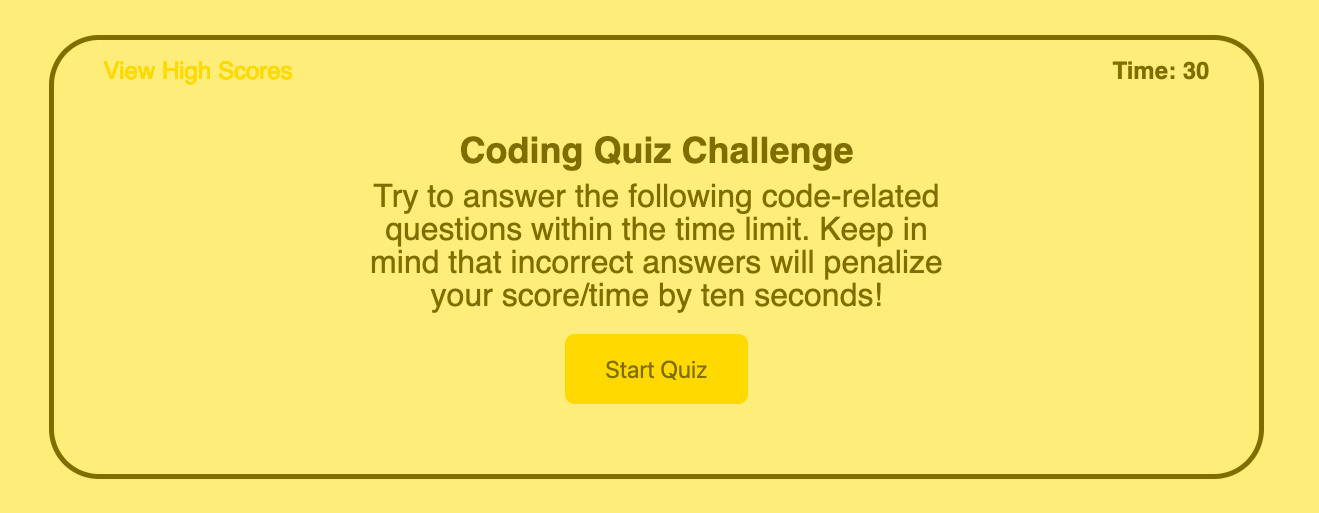 View High Scores
Time: 30
Coding Quiz Challenge
Try to answer the following code-related
questions within the time limit. Keep in
mind that incorrect answers will penalize
your score/time by ten seconds!
Start Quiz